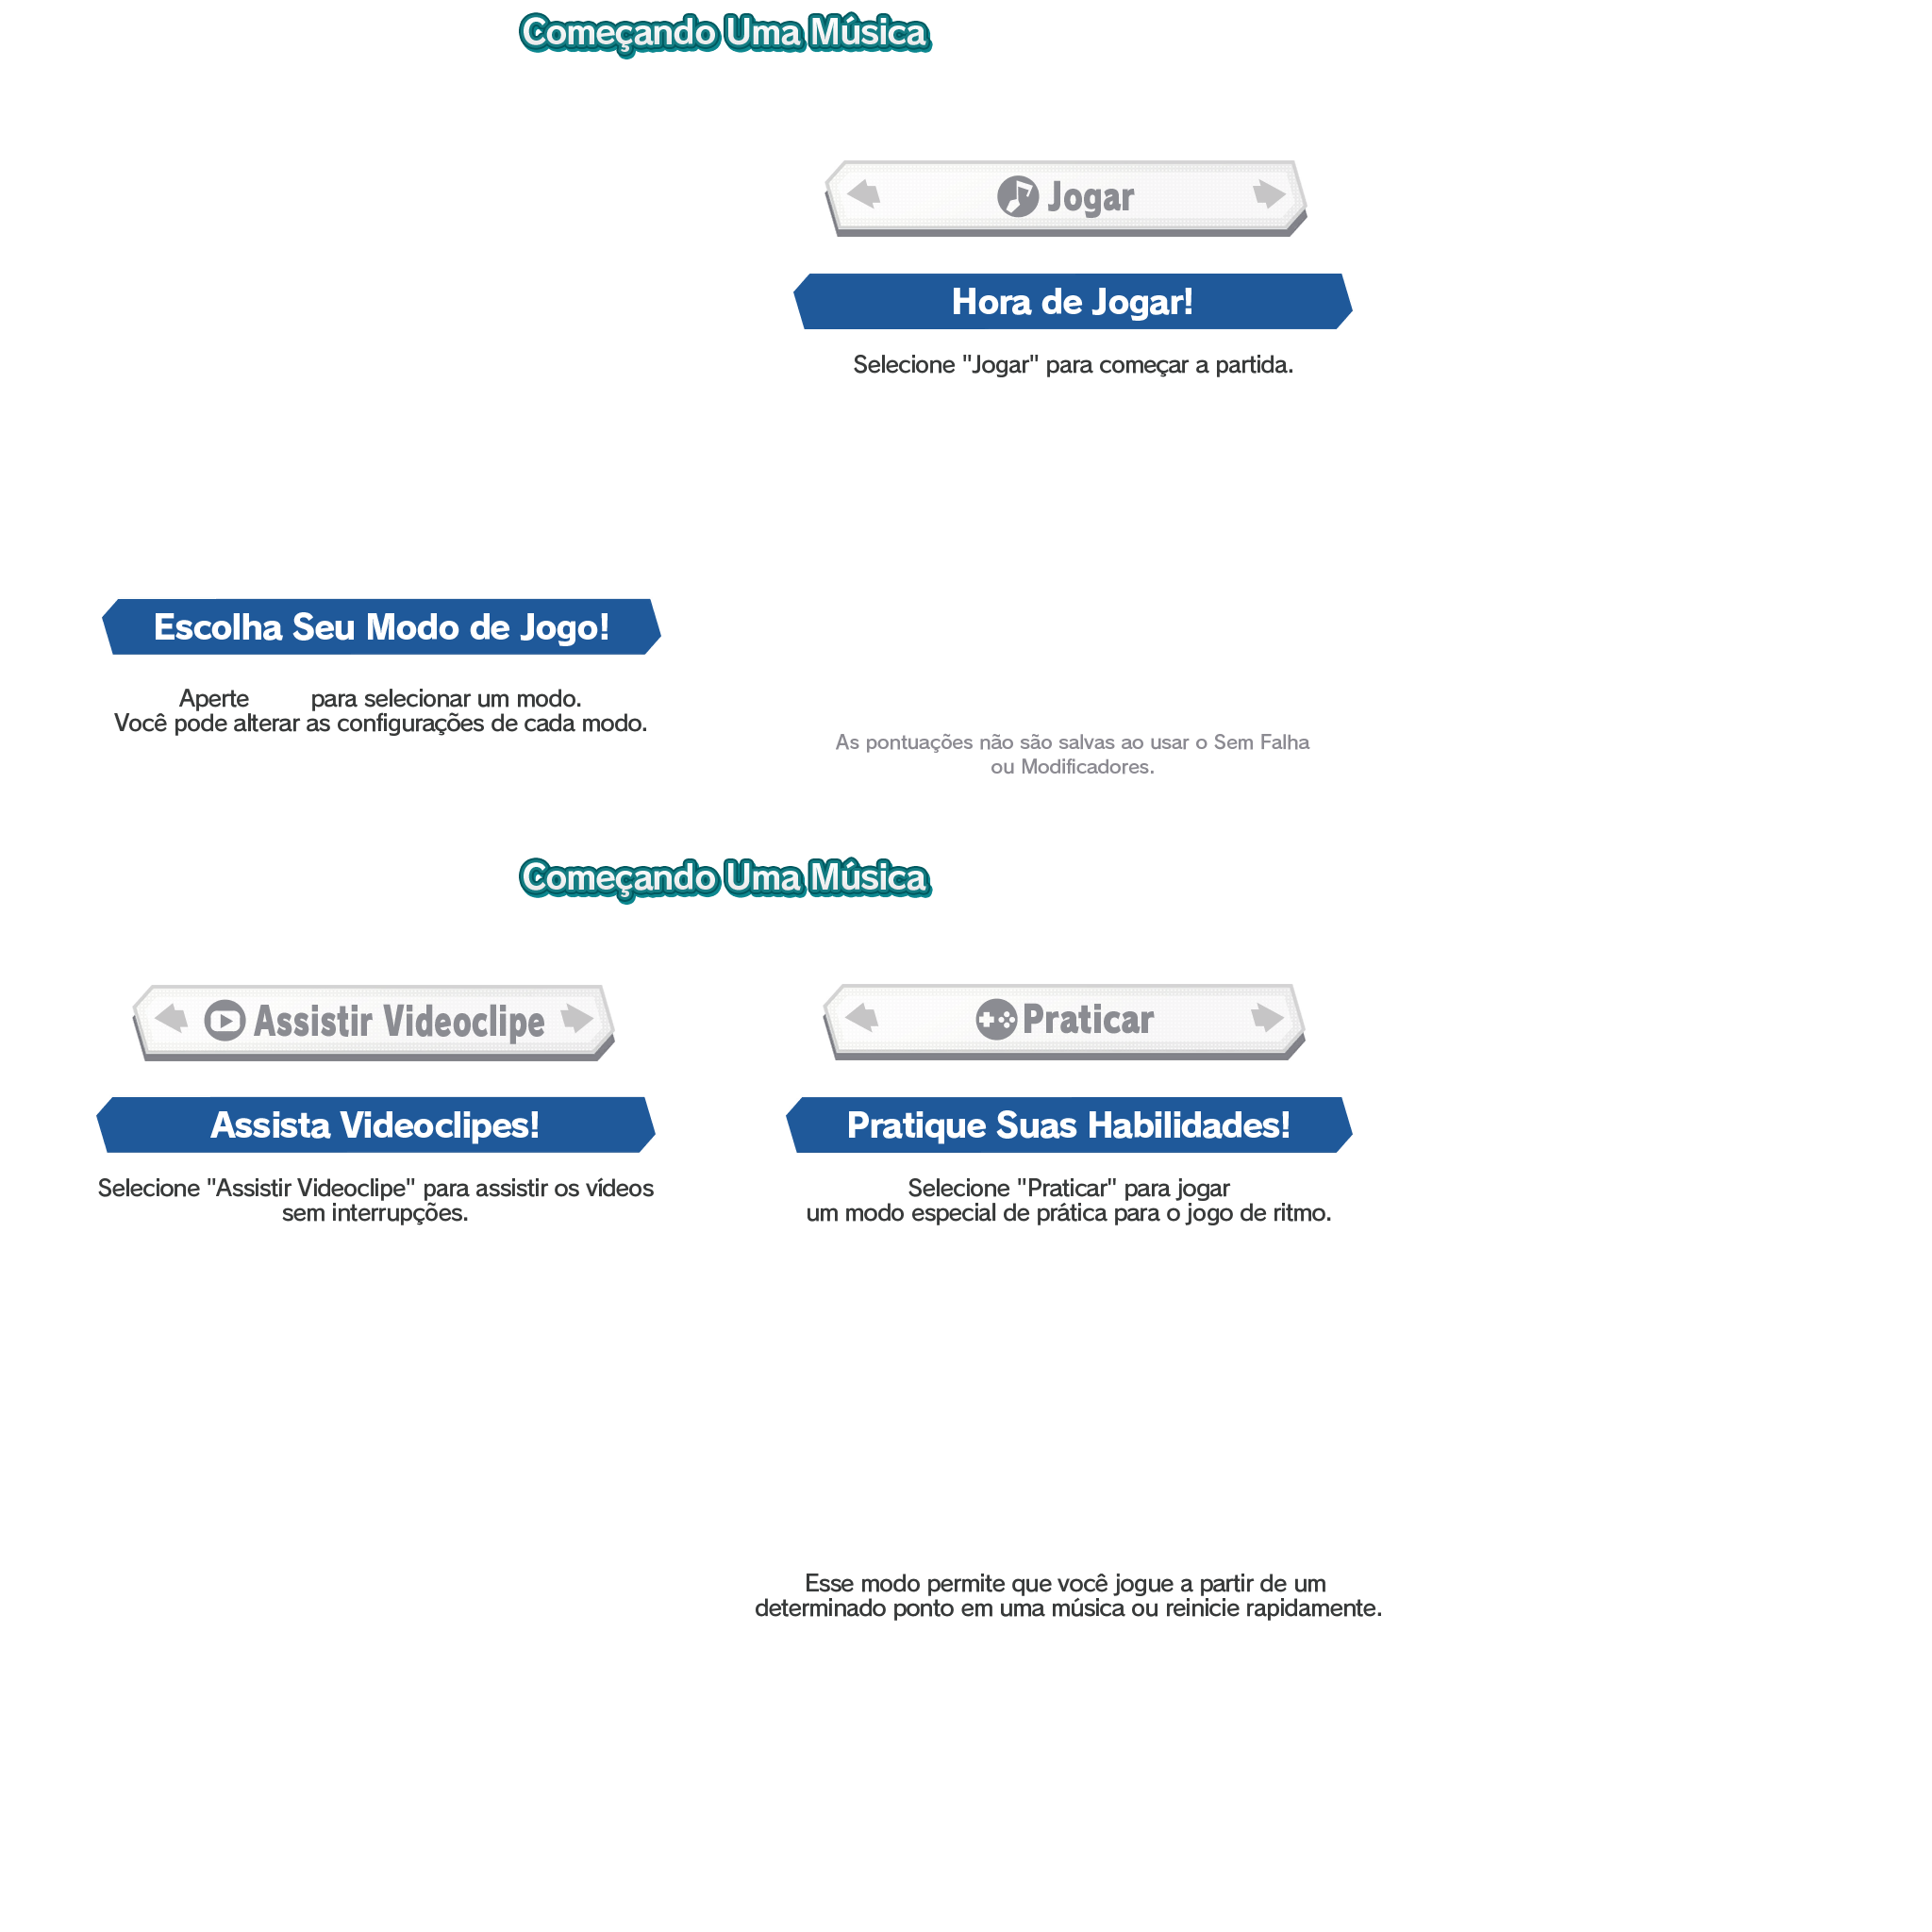 Começando Uma Música
Jogar
Hora de Jogar!
Selecione "Jogar" para começar a partida.
Escolha Seu Modo de Jogo!
Aperte para selecionar um modo.
Você pode alterar as configurações de cada modo.
As pontuações não são salvas ao usar o Sem Falha
ou Modificadores.
Começando Uma Música
Assistir Videoclipe
Assista Videoclipes!
Selecione "Assistir Videoclipe" para assistir os vídeos
sem interrupções.
Praticar
Pratique Suas Habilidades!
Selecione "Praticar" para jogar
um modo especial de prática para o jogo de ritmo.
Esse modo permite que você jogue a partir de um
determinado ponto em uma música ou reinicie rapidamente.